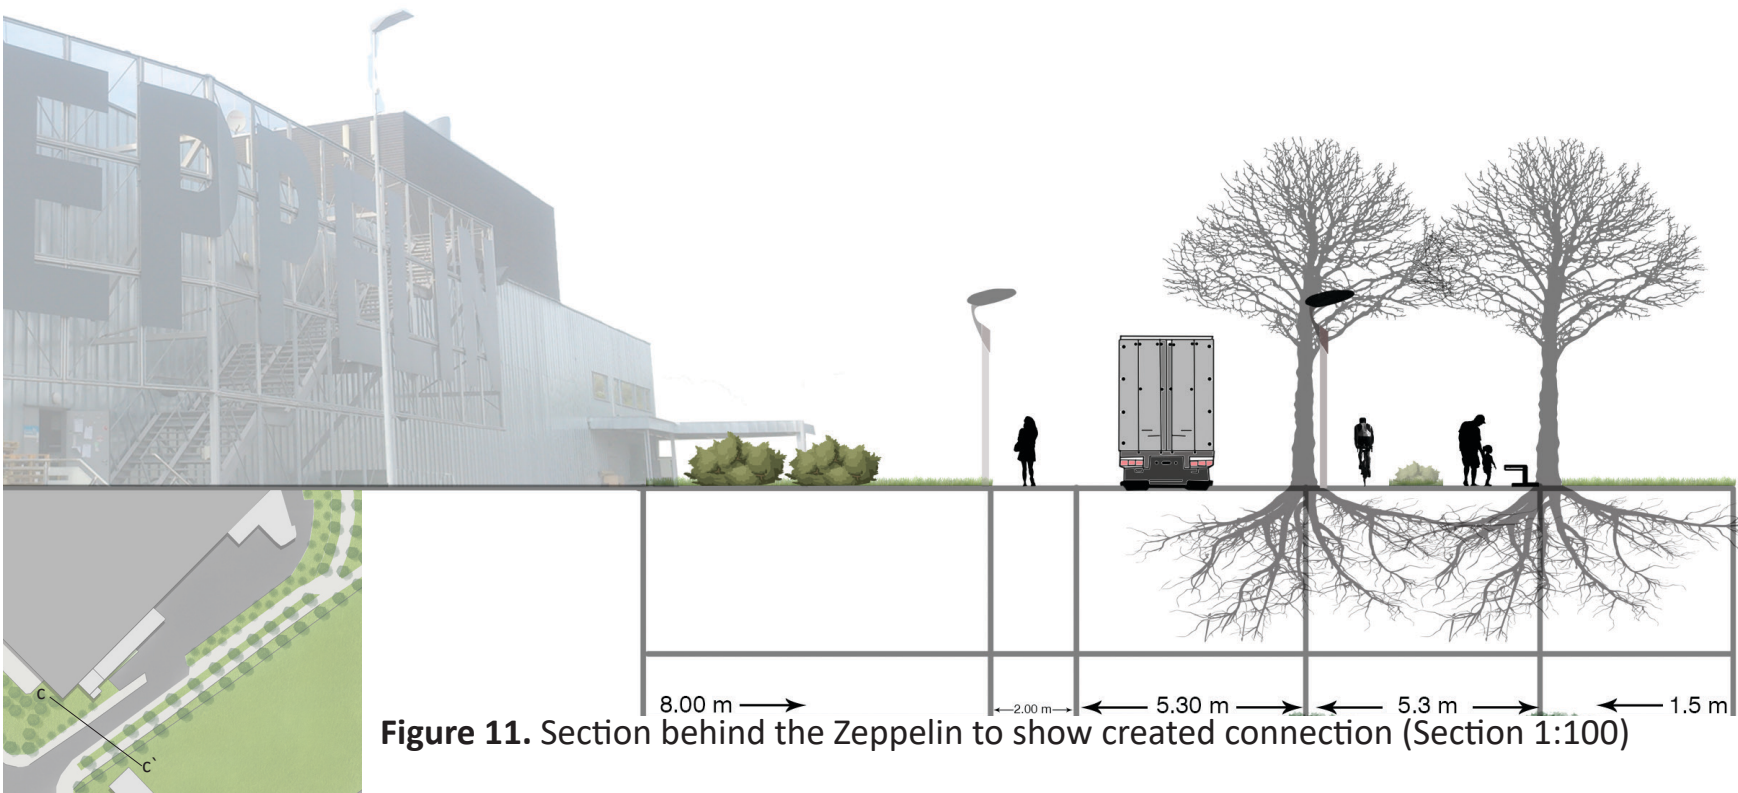 EPPELIN
C
C`
8.00 m
2.00 m
5.30 m
5.3 m
1.5 m
Figure 11. Section behind the Zeppelin to show created connection (Section 1:100)